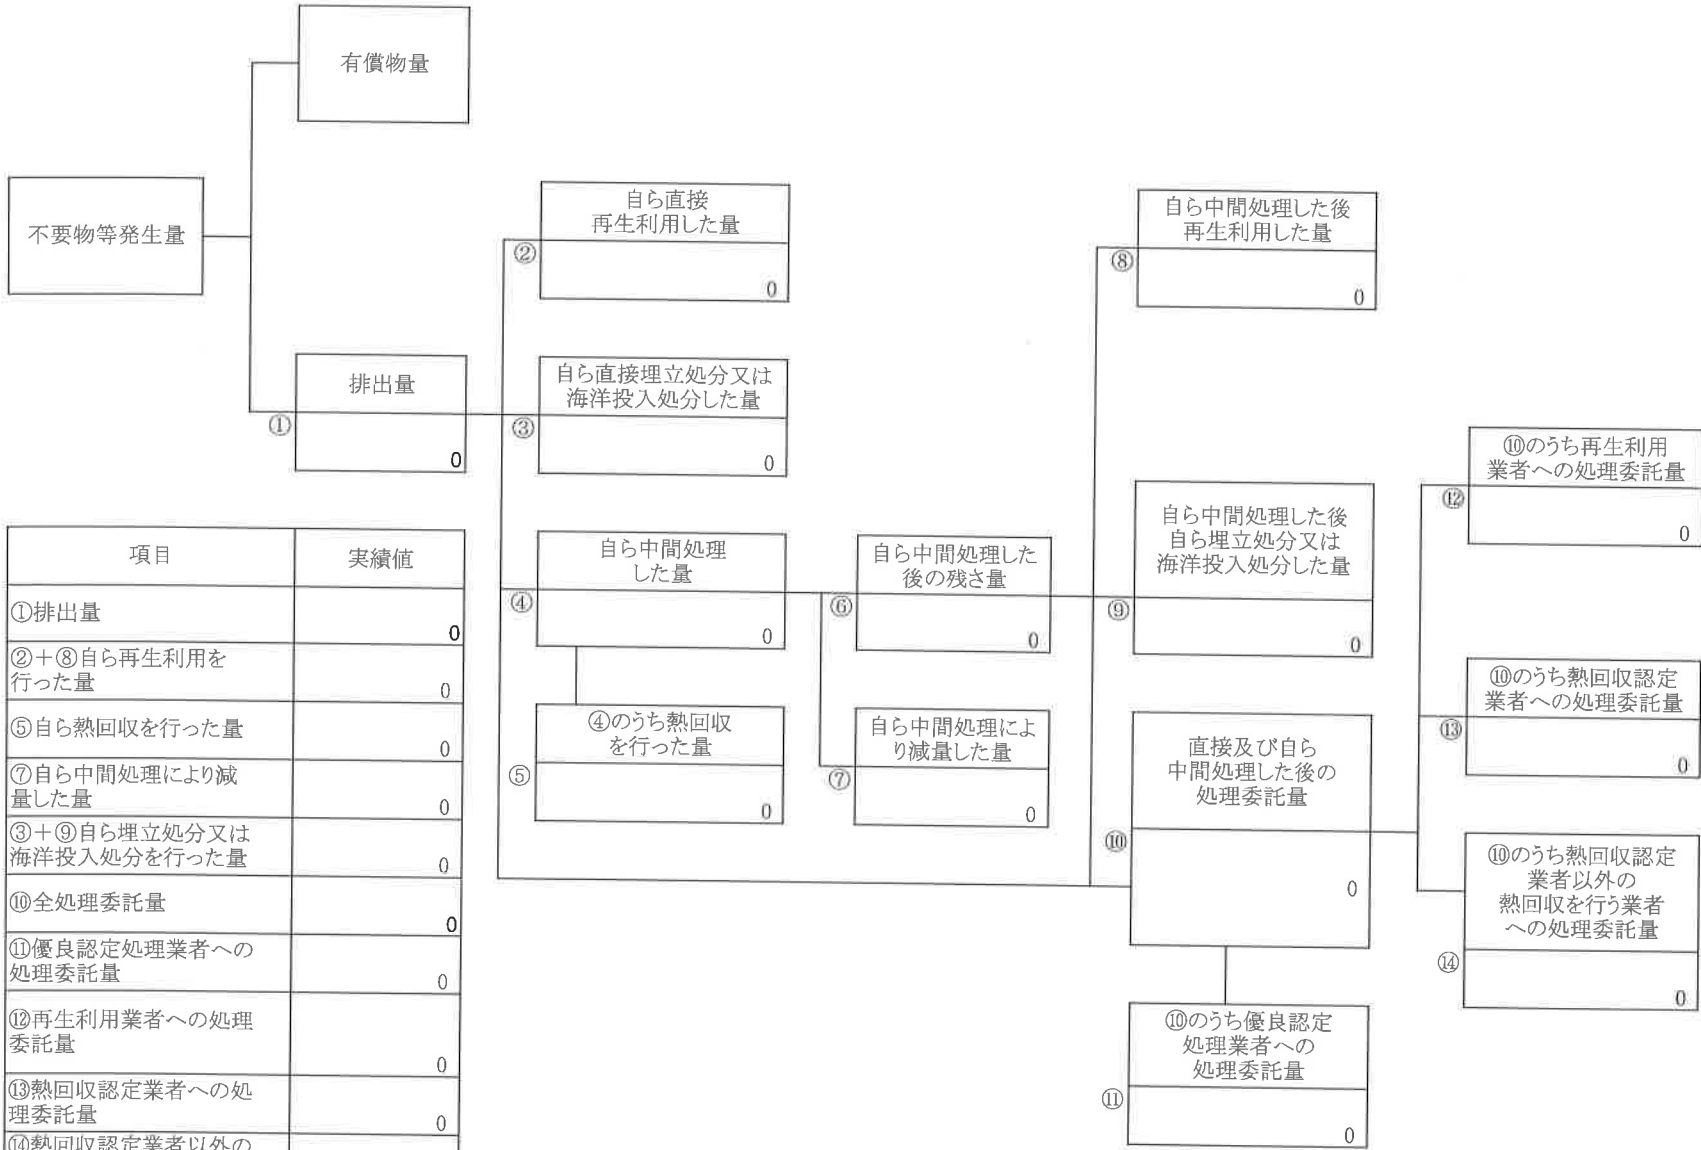 有償物量
不要物等発生量
自ら直接
再生利用した量
②
0
自ら中間処理した後
再生利用した量
⑧
0
排出量
①
0
自ら直接埋立処分又は
海洋投入処分した量
③
0
⑩のうち再生利用
業者への処理委託量
⑫
0
自ら中間処理
した量
④
0
自ら中間処理した
後の残さ量
⑥
0
自ら中間処理した後
自ら埋立処分又は
海洋投入処分した量
⑨
0
⑩のうち熱回収認定
業者への処理委託量
⑬
0
④のうち熱回収
を行った量
⑤
0
自ら中間処理によ
り減量した量
⑦
0
直接及び自ら
中間処理した後の
処理委託量
⑩
0
⑩のうち熱回収認定
業者以外の
熱回収を行う業者
への処理委託量
⑭
0
⑩のうち優良認定
処理業者への
処理委託量
⑪
0
項目 実績値
①排出量
0
②+⑧自ら再生利用を
行った量
0
⑤自ら熱回収を行った量
0
⑦自ら中間処理により減
量した量
0
③+⑨自ら埋立処分又は
海洋投入処分を行った量
0
⑩全処理委託量
0
⑪優良認定処理業者への
処理委託量
0
⑫再生利用業者への処理
委託量
0
⑬熱回収認定業者への処
理委託量
0
⑭熱回収認定業者以外の